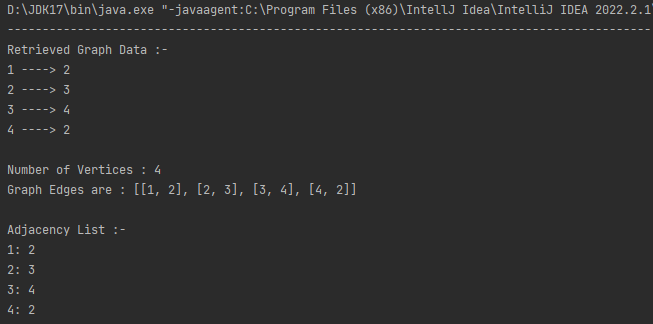 D:\JDK17\bin\java.exe "-javaagent:C:\Program Files (x86)\IntellJ Idea\IntelliJ IDEA 2022.2.1
--------------------------------------------------------------------------------------------
Retrieved Graph Data :-
1 ----> 2
2 ----> 3
3 ----> 4
4 ----> 2
Number of Vertices : 4
Graph Edges are : [[1, 2], [2, 3], [3, 4], [4, 2]]
Adjacency List :-
1: 2
2: 3
3: 4
4: 2